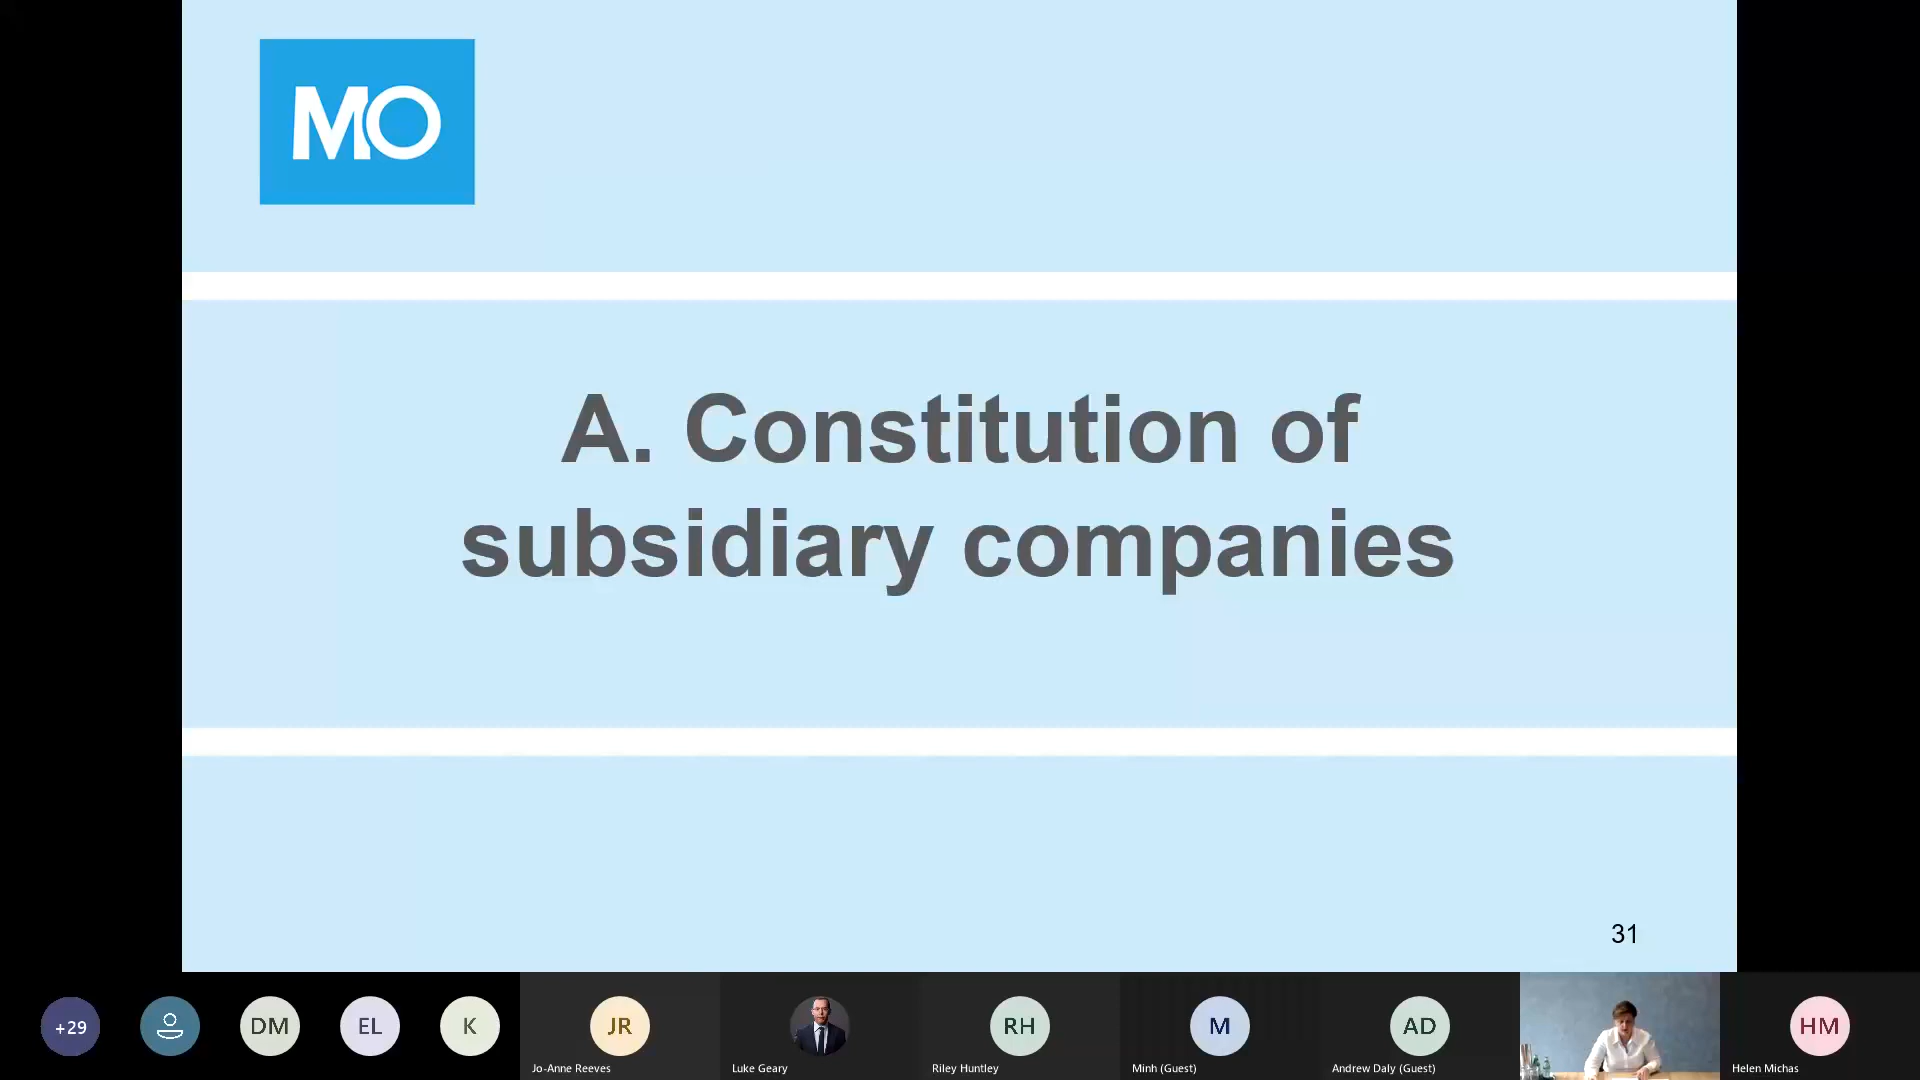 MO
A. Constitution of
subsidiary companies
31
+29
DM
EL
K
JR
RH
M
AD
HM
Jo-Anne Reeves
Luke Geary
Riley Huntley
Minh (Guest)
Andrew Daly (Guest)
Helen Michas